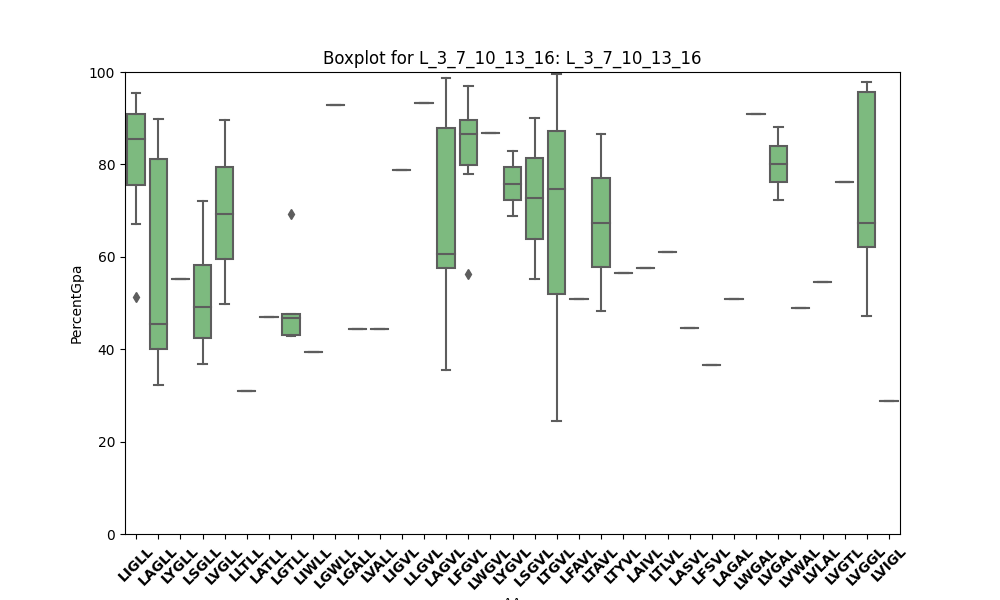 Boxplot for L_3_7_10_13_16: L_3_7_10_13_16
PercentGpa
100
80
60
40
20
0
LIGLL
LAGLL
LYGLL
LSGLL
LVGLL
LLTLL
LATLL
LGTLL
LIWLL
LGWLL
LGALL
LVALL
LIGVL
LLGVL
LAGVL
LFGVL
LWGVL
LYGVL
LSGVL
LTGVL
LFAVL
LTAVL
LTYVL
LAIVL
LTLVL
LASVL
LFSVL
LAGAL
LWGAL
LVGAL
LVWAL
LVLAL
LVGTL
LVGGL
LVIGL